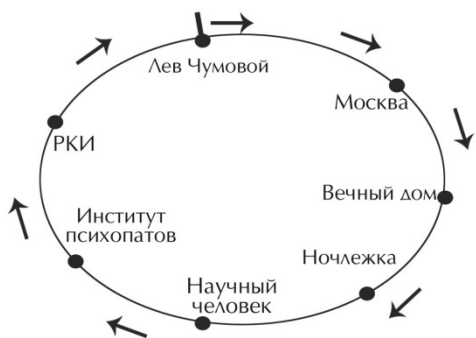 Лев Чумовой
Москва
РКИ
Вечный дом
Институт
психопатов
Ночлежка
Научный
человек